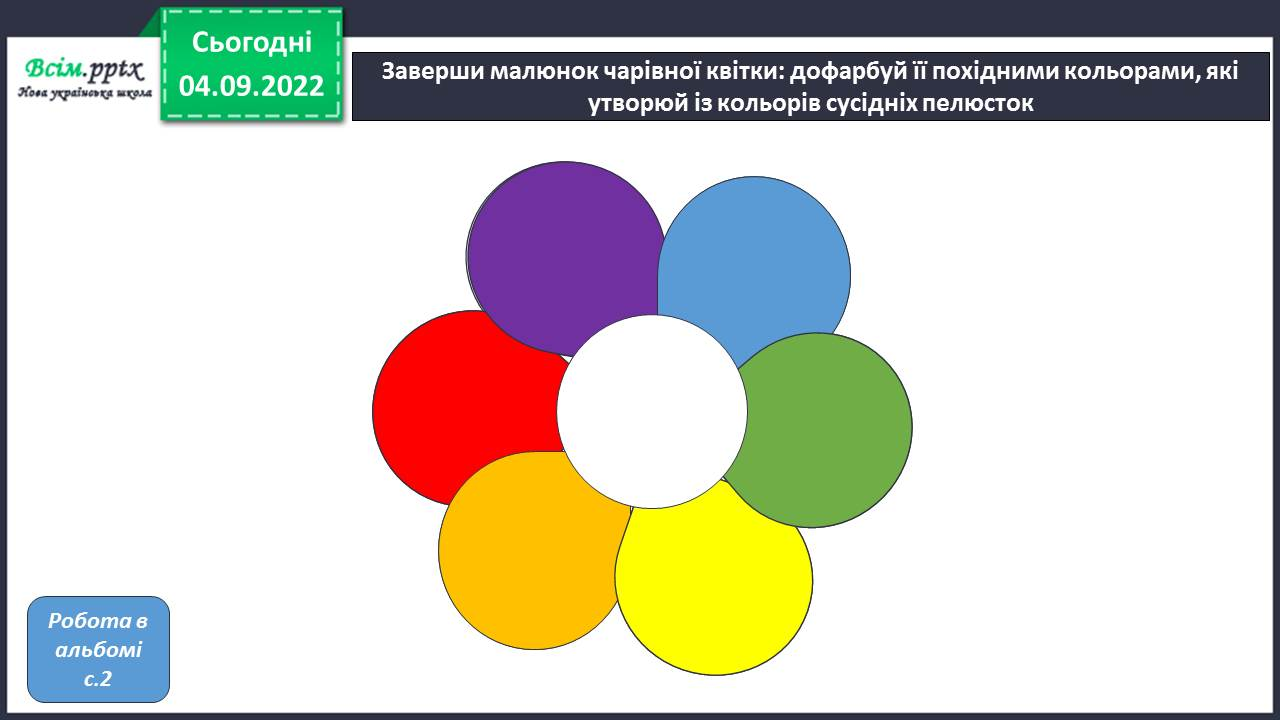 Сьогодні
04.09.2022
Всім.pptx
Нова українська школа
Заверши малюнок чарівної квітки: дофарбуй її похідними кольорами, які
утворюй із кольорів сусідніх пелюсток
Робота в
альбомі
с.2